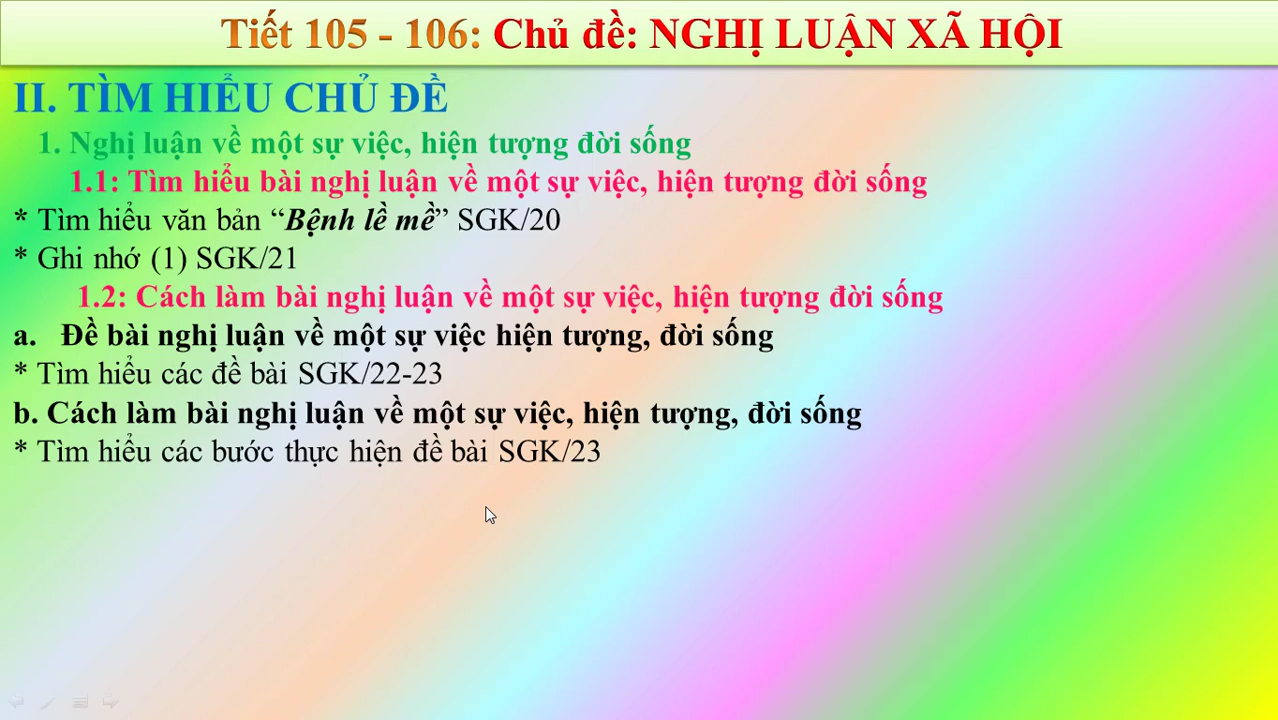 Tiết 105 - 106: Chủ đề: NGHỊ LUẬN XÃ HỘI
II. TÌM HIỂU CHỦ ĐỀ
1. Nghị luận về một sự việc, hiện tượng đời sống
1.1: Tìm hiểu bài nghị luận về một sự việc, hiện tượng đời sống
* Tìm hiểu văn bản “Bệnh lề mề” SGK/20
* Ghi nhớ (1) SGK/21
1.2: Cách làm bài nghị luận về một sự việc, hiện tượng đời sống
a. Đề bài nghị luận về một sự việc hiện tượng, đời sống
* Tìm hiểu các đề bài SGK/22-23
b. Cách làm bài nghị luận về một sự việc, hiện tượng, đời sống
* Tìm hiểu các bước thực hiện đề bài SGK/23